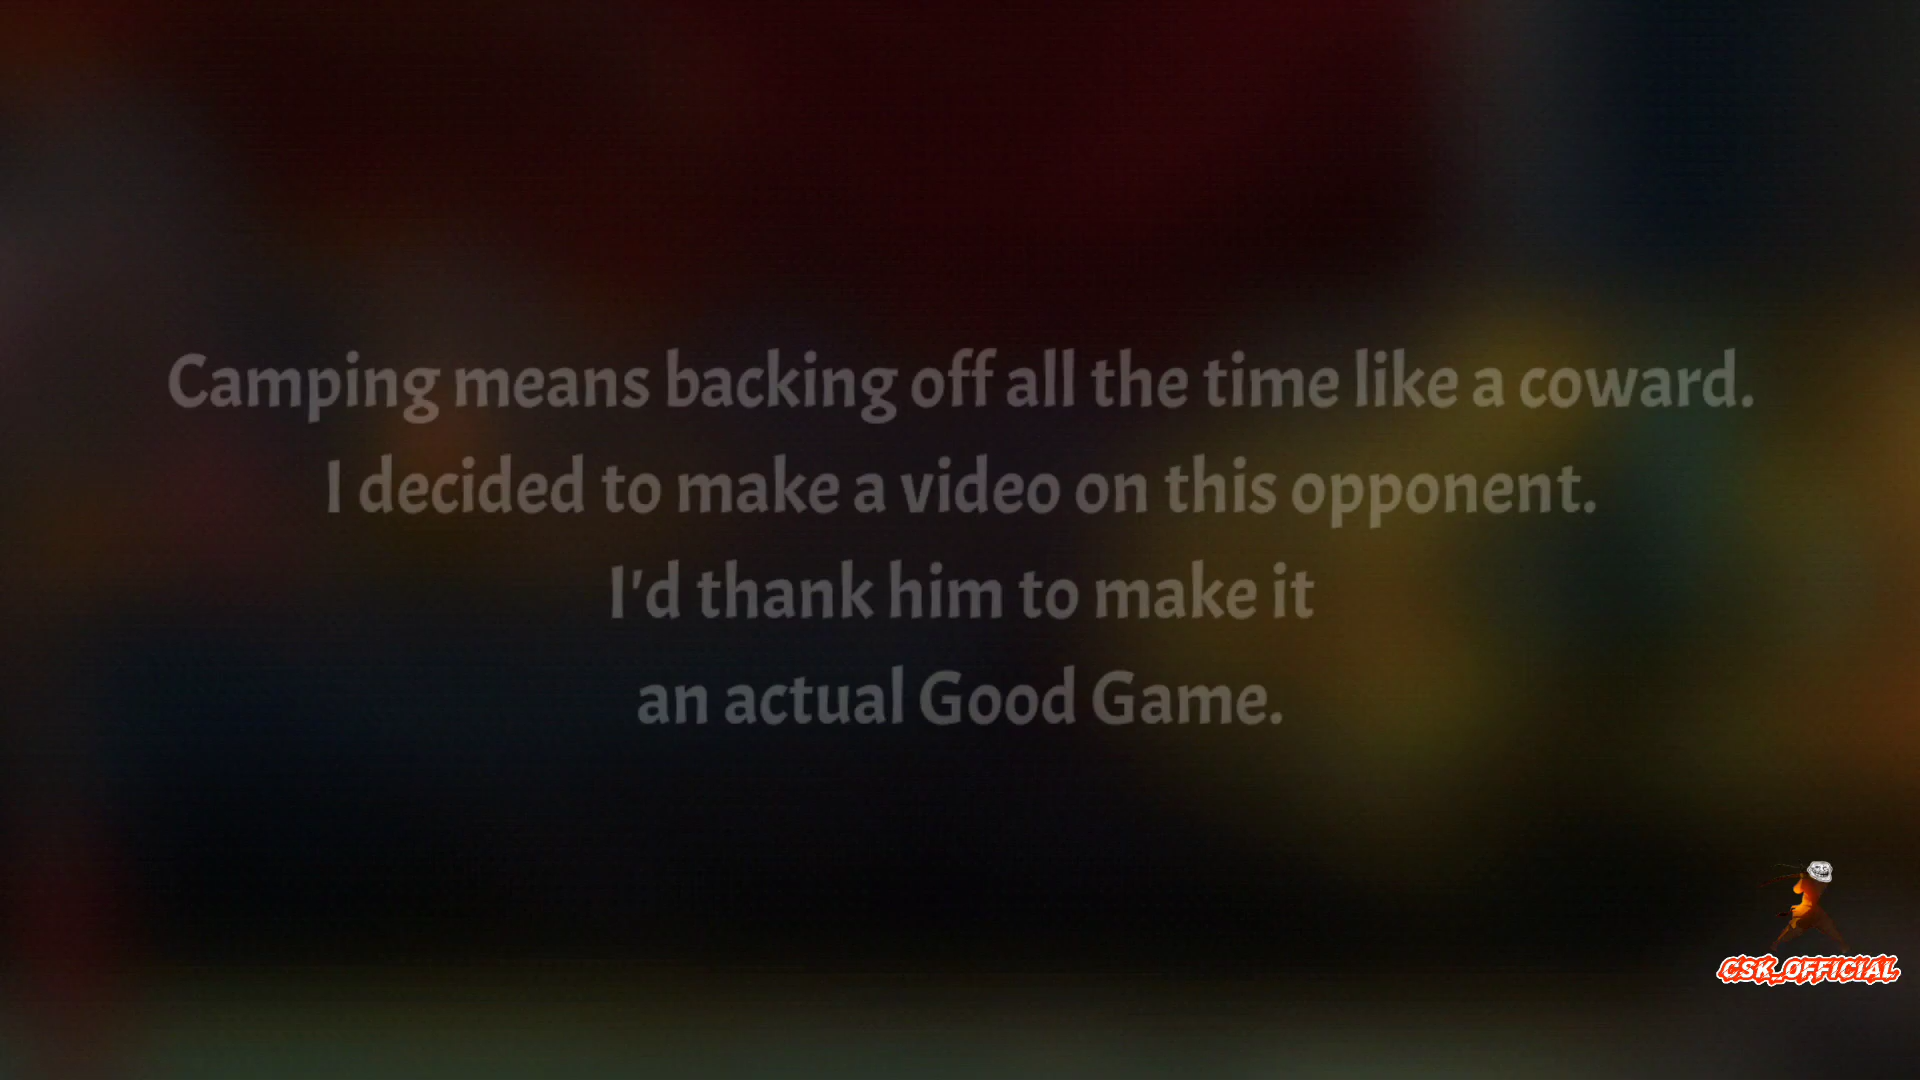 Camping means backing off all the time like a coward.
I decided to make a video on this opponent.
I'd thank him to make it
an actual Good Game.
CSK_OFFICIAL